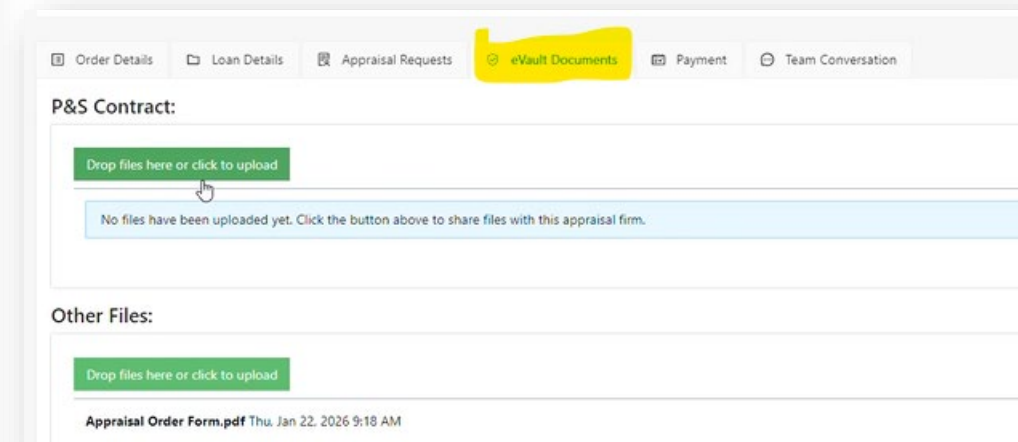 Order Details Loan Details Appraisal Requests eVault Documents Payment Team Conversation
P&S Contract:
Drop files here or click to upload
No files have been uploaded yet. Click the button above to share files with this appraisal firm.
Other Files:
Drop files here or click to upload
Appraisal Order Form.pdf Thu, Jan 22, 2026 9:18 AM